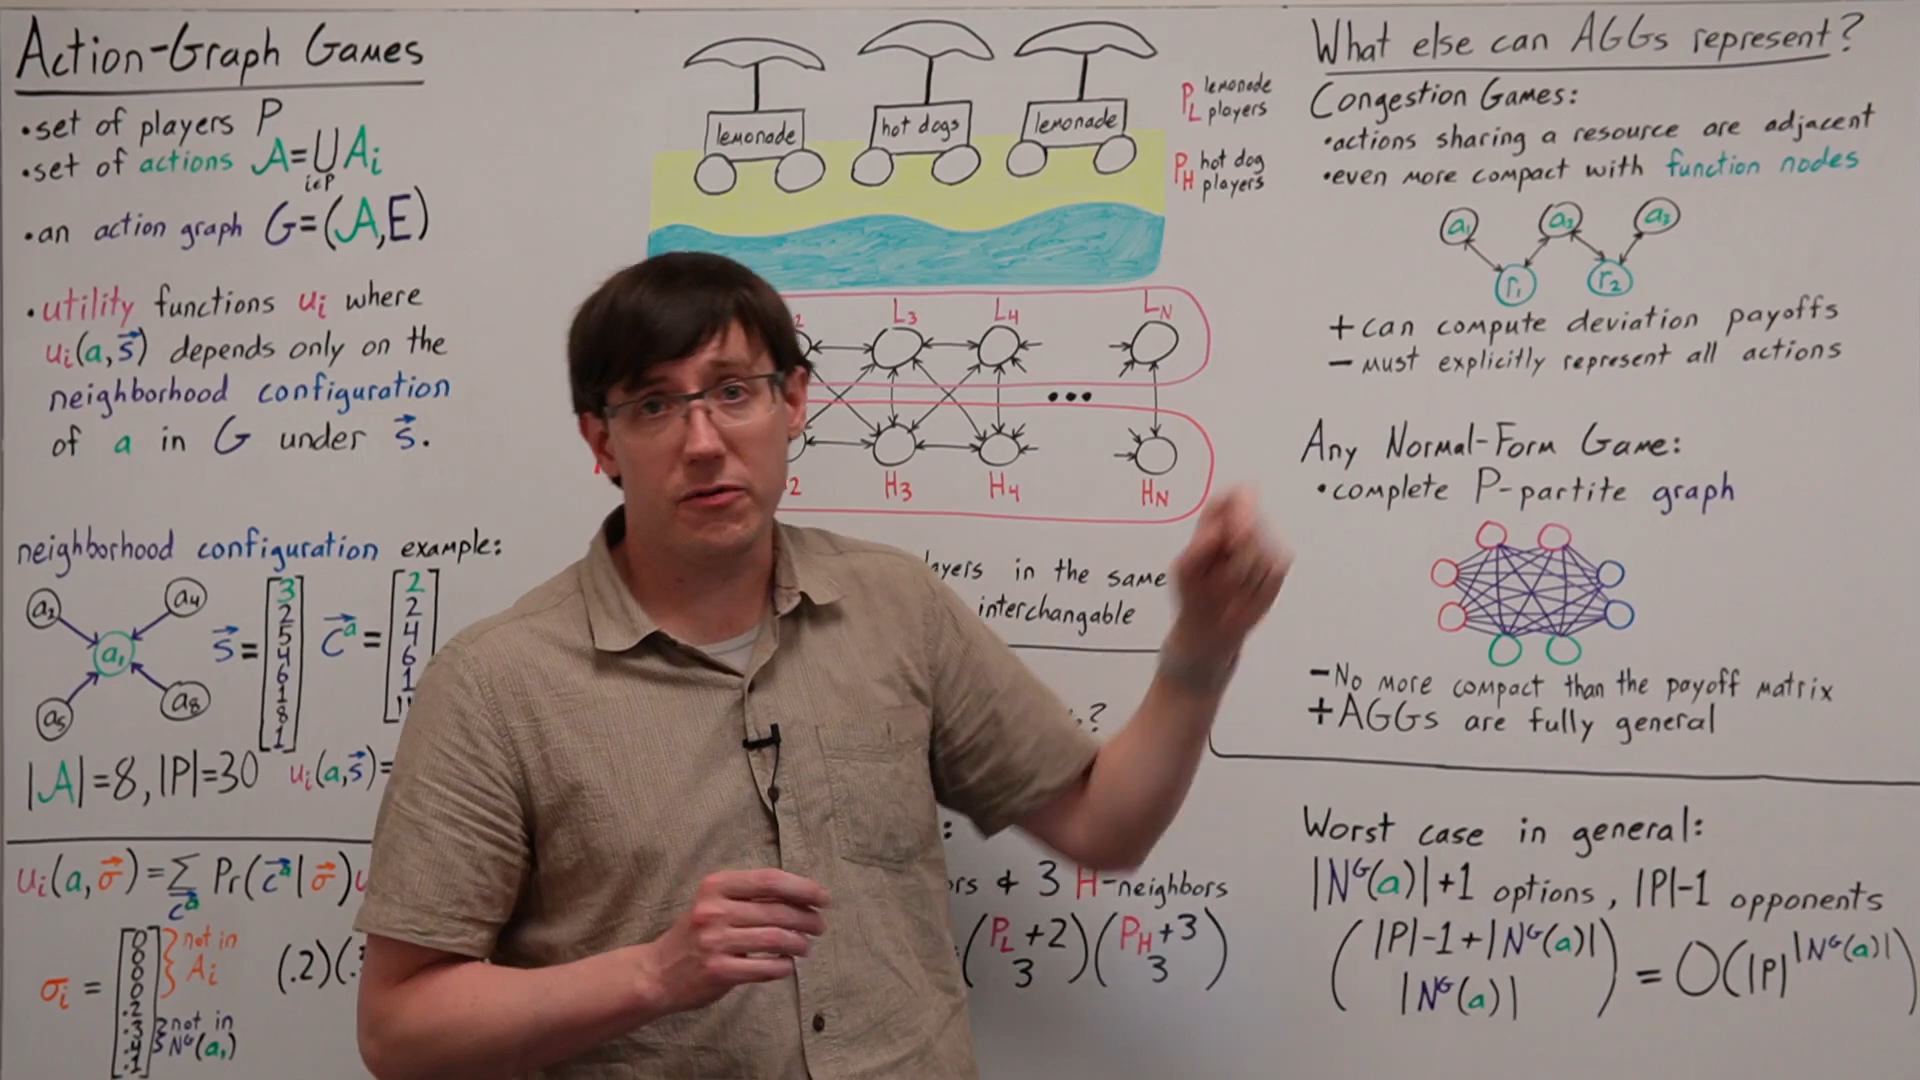 Action-Graph Games
•set of players P
•set of actions A=⋃Ai
i∈P
•an action graph G=(A,E)
•utility functions ui where
ui(a,s⃗) depends only on the
neighborhood configuration
of a in G under s⃗.
neighborhood configuration example:
a2 a4
a1
a5 a8
s⃗ = [3 2 5 4 6 1 8 1]
c⃗ᵃ = [2 2 4 6 1
|A|=8, |P|=30 ui(a,s⃗)=
ui(a,σ⃗)=Σ Pr(c⃗ᵃ|σ⃗)u
c⃗ᵃ
σi = [0 0 0 0 .2 .3 .4 .1]
not in
Ai
not in
Nᴳ(a1)
(.2)(.
lemonade
hot dogs
lemonade
PL lemonade
players
PH hot dog
players
2 L3 L4 LN
•••
2 H3 H4 HN
ayers in the same
interchangable
?
:
ors & 3 H-neighbors
=(PL+2 3)(PH+3 3)
What else can AGGs represent?
Congestion Games:
•actions sharing a resource are adjacent
•even more compact with function nodes
a1 a2 a3
r1 r2
+can compute deviation payoffs
−must explicitly represent all actions
Any Normal-Form Game:
•complete P-partite graph
−No more compact than the payoff matrix
+AGGs are fully general
Worst case in general:
|Nᴳ(a)|+1 options, |P|-1 opponents
(|P|-1+|Nᴳ(a)|
|Nᴳ(a)|) = O(|P|^|Nᴳ(a)|)